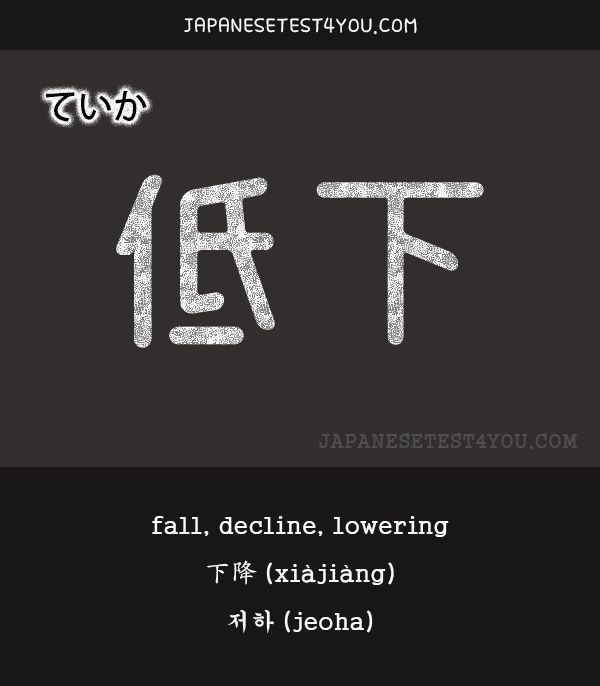 JAPANESETEST4YOU.COM
ていか
低下
JAPANESETEST4YOU.COM
fall, decline, lowering
下降 (xiàjiàng)
저하 (jeoha)